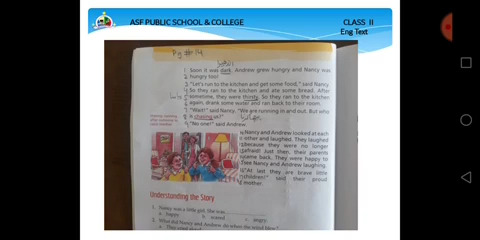 ASF PUBLIC SCHOOL & COLLEGE
CLASS II
Eng Text
Pg # 14
1 Soon it was dark. Andrew grew hungry and Nancy was
2 hungry too!
3 "Let's run to the kitchen and get some food," said Nancy.
4 So they ran to the kitchen and ate some bread. After
5 sometime, they were thirsty. So they ran to the kitchen
6 again, drank some water and ran back to their room.
7 "Wait!" said Nancy. "We are running in and out. But who
8 is chasing us?"
9 "No one!" said Andrew.
Nancy and Andrew looked at each
other and laughed. They laughed
because they were no longer
afraid! Just then, their parents
came back. They were happy to
see Nancy and Andrew laughing.
"At last they are brave little
children!" said their proud
mother.
Understanding the Story
1. Nancy was a little girl. She was
a. happy b. scared c. angry
2. What did Nancy and Andrew do when the wind blew?